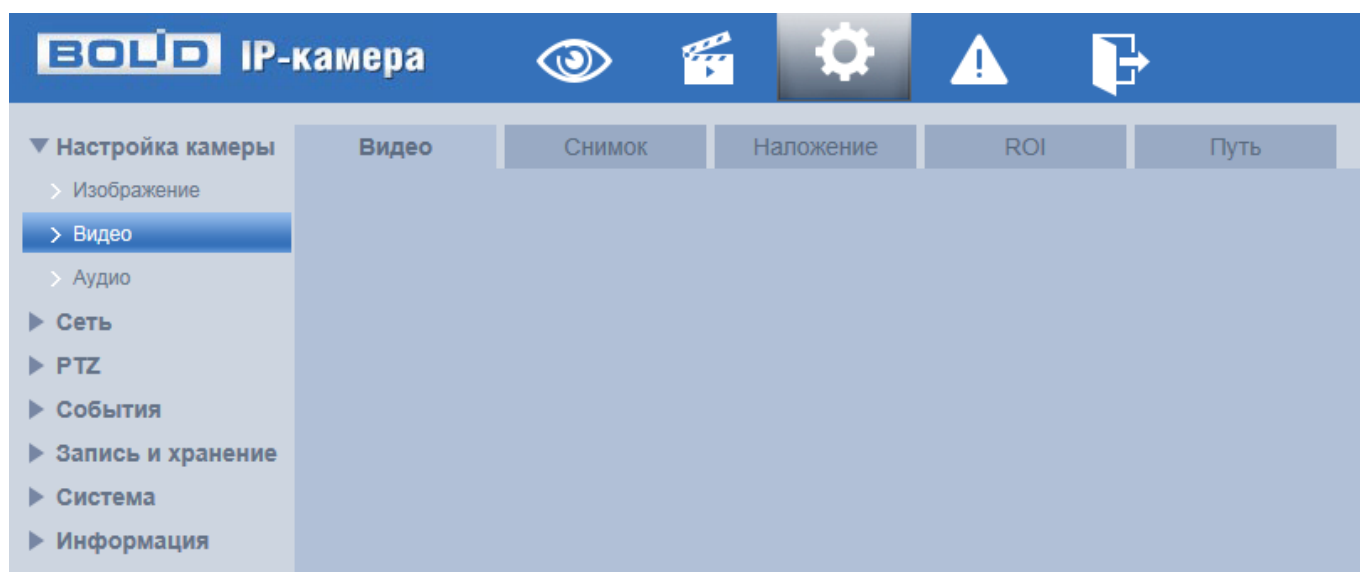 BOLID IP-камера
Настройка камеры
Изображение
Видео
Аудио
Сеть
PTZ
События
Запись и хранение
Система
Информация
Видео Снимок Наложение ROI Путь